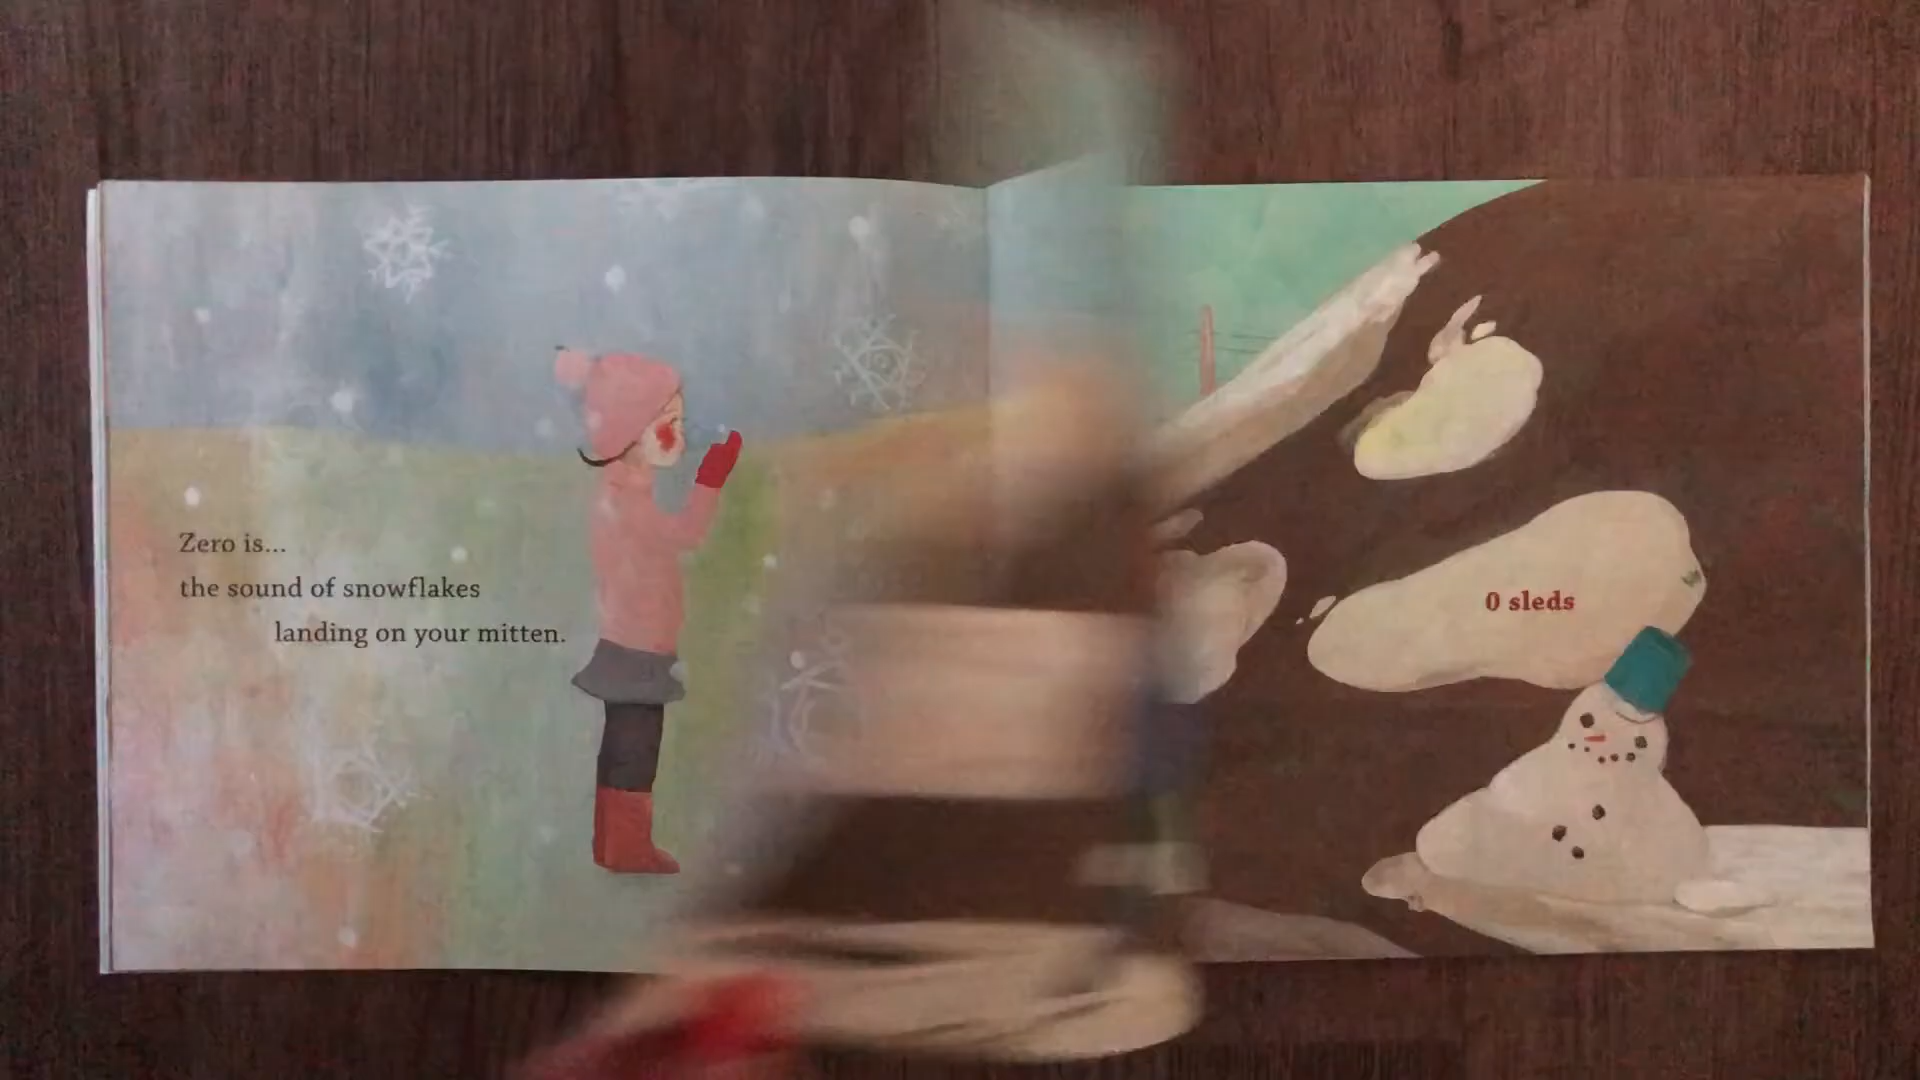 Zero is...
the sound of snowflakes
landing on your mitten.
0 sleds